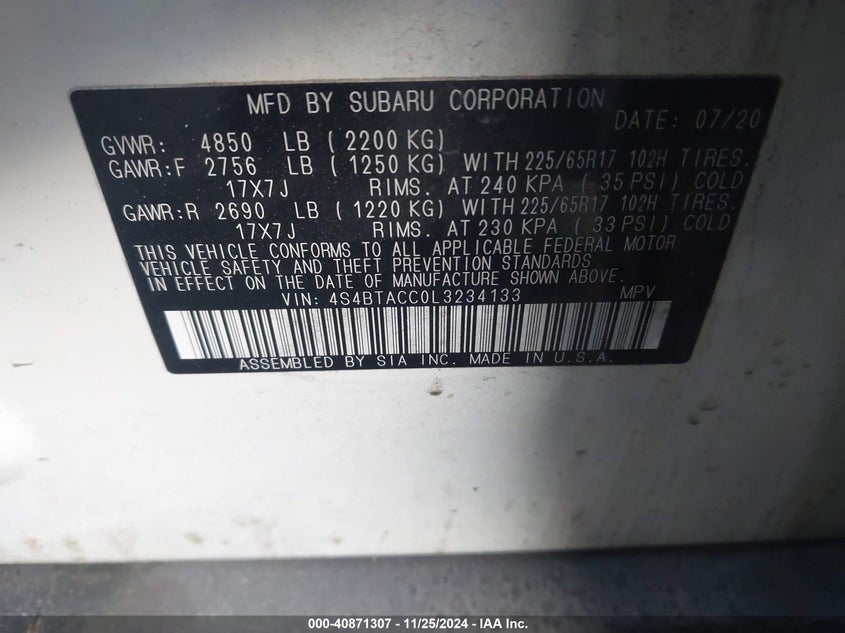 MFD BY SUBARU CORPORATION
DATE: 07/20
GVWR: 4850 LB ( 2200 KG)
GAWR:F 2756 LB ( 1250 KG) WITH 225/65R17 102H TIRES.
17X7J RIMS. AT 240 KPA ( 35 PSI) COLD
GAWR:R 2690 LB ( 1220 KG) WITH 225/65R17 102H TIRES.
17X7J RIMS. AT 230 KPA ( 33 PSI) COLD
THIS VEHICLE CONFORMS TO ALL APPLICABLE FEDERAL MOTOR
VEHICLE SAFETY AND THEFT PREVENTION STANDARDS
IN EFFECT ON THE DATE OF MANUFACTURE SHOWN ABOVE.
VIN: 4S4BTACC0L3234133 MPV
ASSEMBLED BY SIA INC. MADE IN U.S.A.
000-40871307 - 11/25/2024 - IAA Inc.